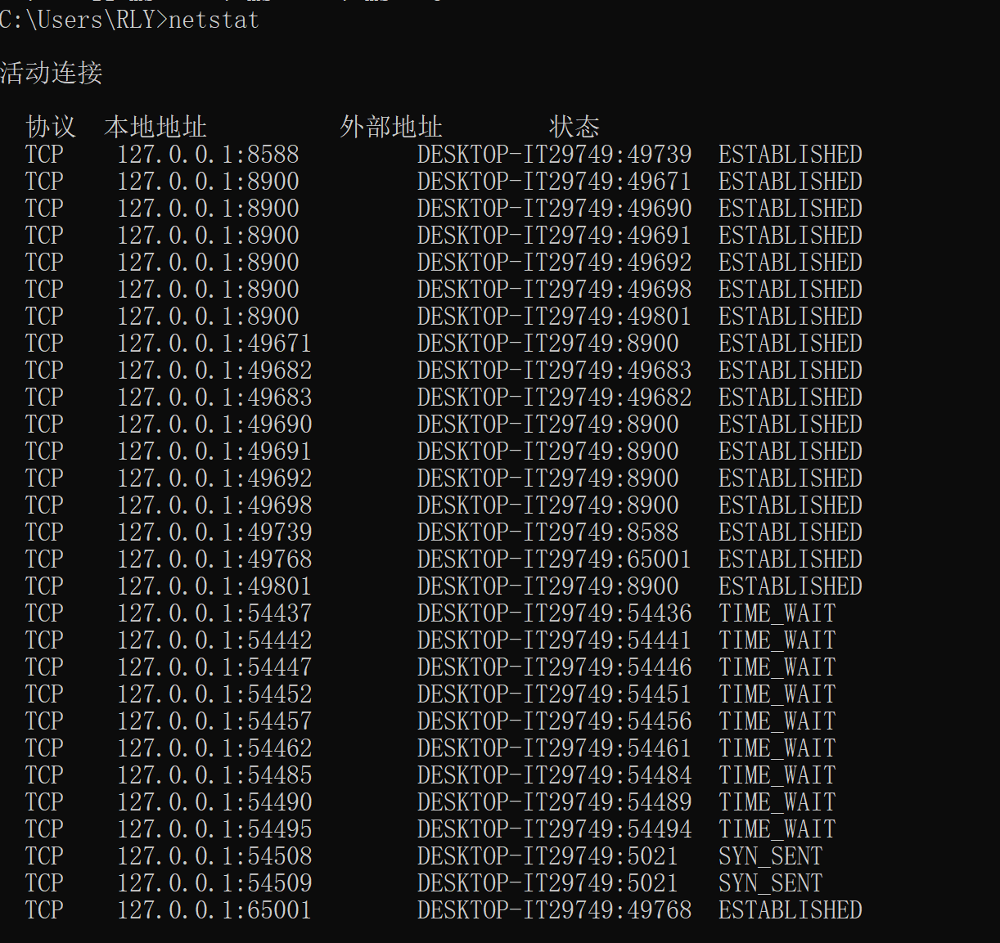 C:\Users\RLY>netstat
活动连接
协议 本地地址 外部地址 状态
TCP 127.0.0.1:8588 DESKTOP-IT29749:49739 ESTABLISHED
TCP 127.0.0.1:8900 DESKTOP-IT29749:49671 ESTABLISHED
TCP 127.0.0.1:8900 DESKTOP-IT29749:49690 ESTABLISHED
TCP 127.0.0.1:8900 DESKTOP-IT29749:49691 ESTABLISHED
TCP 127.0.0.1:8900 DESKTOP-IT29749:49692 ESTABLISHED
TCP 127.0.0.1:8900 DESKTOP-IT29749:49698 ESTABLISHED
TCP 127.0.0.1:8900 DESKTOP-IT29749:49801 ESTABLISHED
TCP 127.0.0.1:49671 DESKTOP-IT29749:8900 ESTABLISHED
TCP 127.0.0.1:49682 DESKTOP-IT29749:49683 ESTABLISHED
TCP 127.0.0.1:49683 DESKTOP-IT29749:49682 ESTABLISHED
TCP 127.0.0.1:49690 DESKTOP-IT29749:8900 ESTABLISHED
TCP 127.0.0.1:49691 DESKTOP-IT29749:8900 ESTABLISHED
TCP 127.0.0.1:49692 DESKTOP-IT29749:8900 ESTABLISHED
TCP 127.0.0.1:49698 DESKTOP-IT29749:8900 ESTABLISHED
TCP 127.0.0.1:49739 DESKTOP-IT29749:8588 ESTABLISHED
TCP 127.0.0.1:49768 DESKTOP-IT29749:65001 ESTABLISHED
TCP 127.0.0.1:49801 DESKTOP-IT29749:8900 ESTABLISHED
TCP 127.0.0.1:54437 DESKTOP-IT29749:54436 TIME_WAIT
TCP 127.0.0.1:54442 DESKTOP-IT29749:54441 TIME_WAIT
TCP 127.0.0.1:54447 DESKTOP-IT29749:54446 TIME_WAIT
TCP 127.0.0.1:54452 DESKTOP-IT29749:54451 TIME_WAIT
TCP 127.0.0.1:54457 DESKTOP-IT29749:54456 TIME_WAIT
TCP 127.0.0.1:54462 DESKTOP-IT29749:54461 TIME_WAIT
TCP 127.0.0.1:54485 DESKTOP-IT29749:54484 TIME_WAIT
TCP 127.0.0.1:54490 DESKTOP-IT29749:54489 TIME_WAIT
TCP 127.0.0.1:54495 DESKTOP-IT29749:54494 TIME_WAIT
TCP 127.0.0.1:54508 DESKTOP-IT29749:5021 SYN_SENT
TCP 127.0.0.1:54509 DESKTOP-IT29749:5021 SYN_SENT
TCP 127.0.0.1:65001 DESKTOP-IT29749:49768 ESTABLISHED